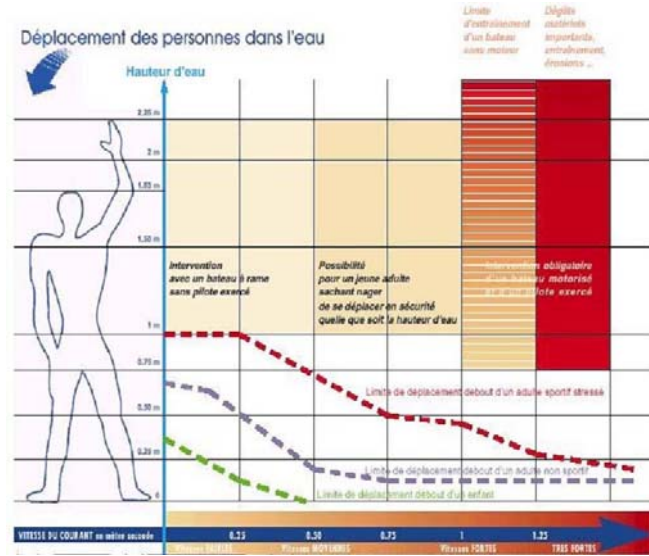 Déplacement des personnes dans l'eau
Limite
d'entraînement
d'un bateau
sans moteur
Dégâts
matériels
importants,
entraînement,
érosions ...
Hauteur d'eau
2,25 m
2 m
1,50 m
Intervention
avec un bateau à rame
sans pilote exercé
Possibilité
pour un jeune adulte
sachant nager
de se déplacer en sécurité
quelle que soit la hauteur d'eau
Intervention obligatoire
d'un bateau motorisé
et d'un pilote exercé
1 m
0,75 m
0,50 m
0,25 m
0
Limite de déplacement debout d'un adulte sportif stressé
Limite de déplacement debout d'un adulte non sportif
Limite de déplacement debout d'un enfant
VITESSE DU COURANT en mètre seconde
0,25
0,50
0,75
1
1,25
Vitesses FAIBLES
Vitesses MOYENNES
Vitesses FORTES
TRES FORTES